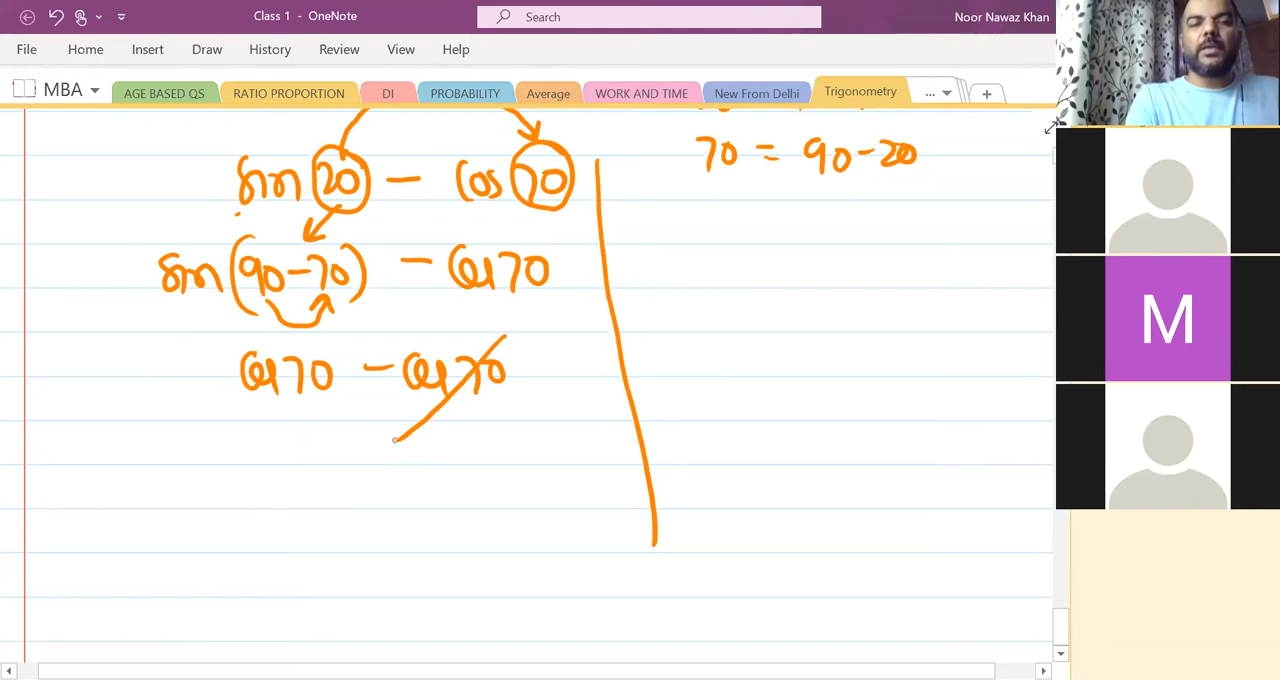 Class 1 - OneNote
Search
Noor Nawaz Khan
File Home Insert Draw History Review View Help
MBA
AGE BASED QS RATIO PROPORTION DI PROBABILITY Average WORK AND TIME New From Delhi Trigonometry ... +
70 = 90-20
sin 20 - Cos 70
sin (90-70) - Cos 70
Cos 70 - Cos 70
M